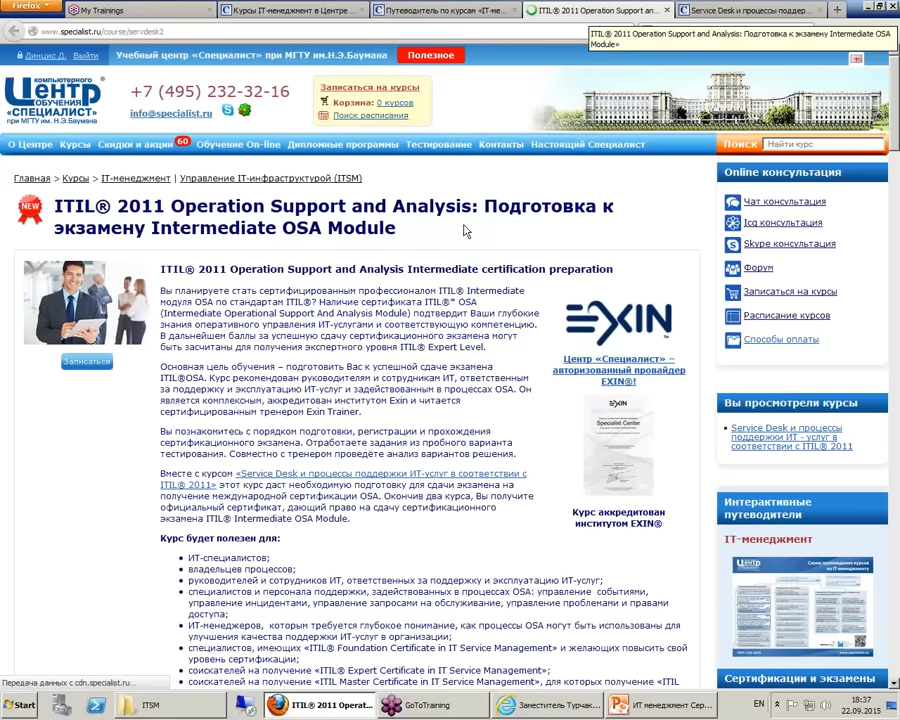 Firefox
My Trainings
Курсы IT-менеджмент в Центре ...
Путеводитель по курсам «IT-ме...
ITIL® 2011 Operation Support an...
Service Desk и процессы поддер...
www.specialist.ru/course/servdesk2
ITIL® 2011 Operation Support and Analysis: Подготовка к экзамену Intermediate OSA
Module»
Динцис Д. Выйти
Учебный центр «Специалист» при МГТУ им.Н.Э.Баумана
Полезное
компьютерного
Центр
ОБУЧЕНИЯ
«СПЕЦИАЛИСТ»
при МГТУ им. Н.Э.Баумана
+7 (495) 232-32-16
info@specialist.ru
Записаться на курсы
Корзина: 0 курсов
Поиск расписания
О Центре Курсы Скидки и акции 60 Обучение On-line Дипломные программы Тестирование Контакты Настоящий Специалист
Поиск Найти курс
Главная > Курсы > IT-менеджмент | Управление IT-инфраструктурой (ITSM)
NEW
ITIL® 2011 Operation Support and Analysis: Подготовка к
экзамену Intermediate OSA Module
ITIL® 2011 Operation Support and Analysis Intermediate certification preparation
Записаться
Вы планируете стать сертифицированным профессионалом ITIL® Intermediate
модуля OSA по стандартам ITIL®? Наличие сертификата ITIL®" OSA
(Intermediate Operational Support And Analysis Module) подтвердит Ваши глубокие
знания оперативного управления ИТ-услугами и соответствующую компетенцию.
В дальнейшем баллы за успешную сдачу сертификационного экзамена могут
быть засчитаны для получения экспертного уровня ITIL® Expert Level.
Основная цель обучения – подготовить Вас к успешной сдаче экзамена
ITIL®OSA. Курс рекомендован руководителям и сотрудникам ИТ, ответственным
за поддержку и эксплуатацию ИТ-услуг и задействованным в процессах OSA. Он
является комплексным, аккредитован институтом Exin и читается
сертифицированным тренером Exin Trainer.
Вы познакомитесь с порядком подготовки, регистрации и прохождения
сертификационного экзамена. Отработаете задания из пробного варианта
тестирования. Совместно с тренером проведёте анализ вариантов решения.
Вместе с курсом «Service Desk и процессы поддержки ИТ-услуг в соответствии с
ITIL® 2011» этот курс даст необходимую подготовку для сдачи экзамена на
получение международной сертификации OSA. Окончив два курса, Вы получите
официальный сертификат, дающий право на сдачу сертификационного
экзамена ITIL® Intermediate OSA Module.
Курс будет полезен для:
ИТ-специалистов;
владельцев процессов;
руководителей и сотрудников ИТ, ответственных за поддержку и эксплуатацию ИТ-услуг;
специалистов и персонала поддержки, задействованных в процессах OSA: управление событиями,
управление инцидентами, управление запросами на обслуживание, управление проблемами и правами
доступа;
ИТ-менеджеров, которым требуется глубокое понимание, как процессы OSA могут быть использованы для
улучшения качества поддержки ИТ-услуг в организации;
специалистов, имеющих «ITIL® Foundation Certificate in IT Service Management» и желающих повысить свой
уровень сертификации;
соискателей на получение «ITIL® Expert Certificate in IT Service Management»;
соискателей на получение «ITIL® Master Certificate in IT Service Management», для которых получение «ITIL
EXIN
Центр «Специалист» –
авторизованный провайдер
EXIN®!
EXIN
Specialist Center
Курс аккредитован
институтом EXIN®
Online консультация
Чат консультация
Icq консультация
Skype консультация
Форум
Записаться на курсы
Расписание курсов
Способы оплаты
Вы просмотрели курсы
Service Desk и процессы
поддержки ИТ - услуг в
соответствии с ITIL® 2011
Интерактивные
путеводители
IT-менеджмент
Сертификации и экзамены
Передача данных с cdn.specialist.ru...
Start
ITSM
ITIL® 2011 Operat...
GoToTraining
Заместитель Турчак...
ИТ менеджмент Сер...
EN
18:37
22.09.2015